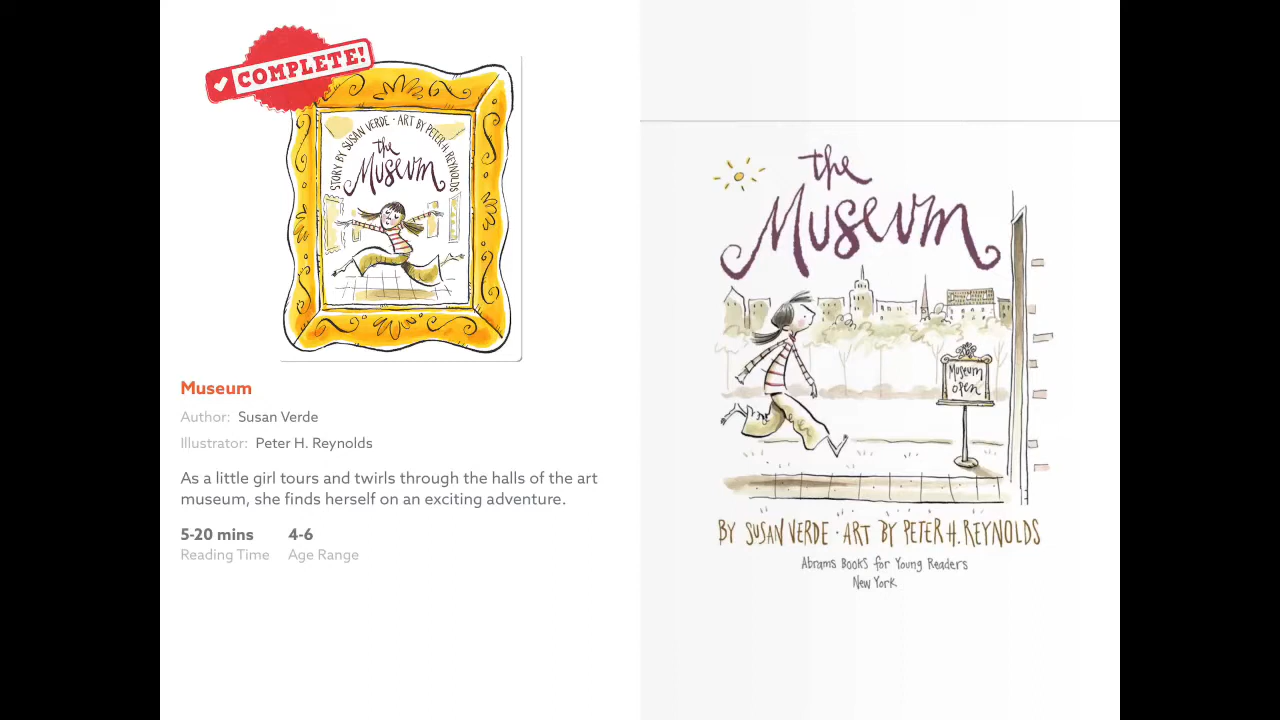 COMPLETE!
STORY BY SUSAN VERDE · ART BY PETER H. REYNOLDS
the
Museum
Museum
Author: Susan Verde
Illustrator: Peter H. Reynolds
As a little girl tours and twirls through the halls of the art
museum, she finds herself on an exciting adventure.
5-20 mins 4-6
Reading Time Age Range
the
Museum
Museum
open
BY SUSAN VERDE · ART BY PETER H. REYNOLDS
Abrams Books for Young Readers
New York